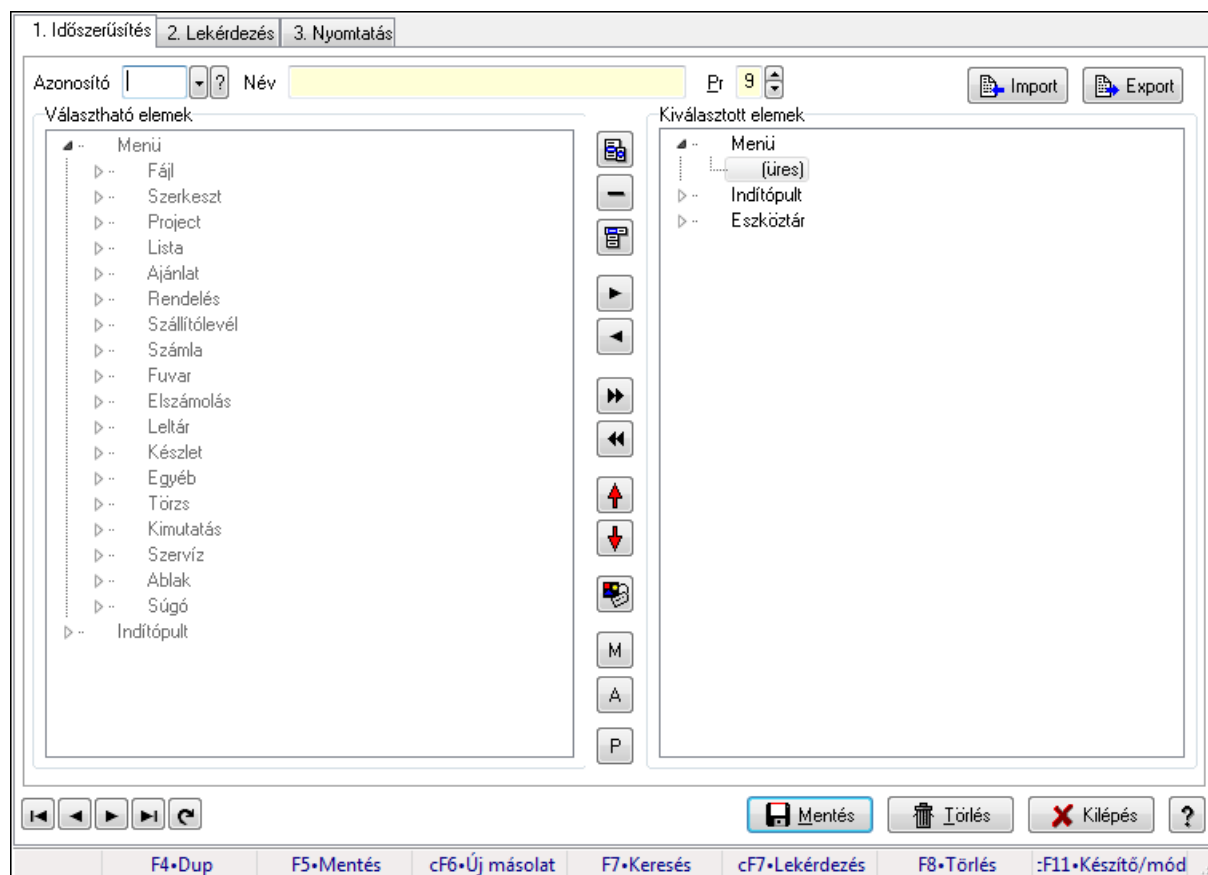 1. Időszerűsítés 2. Lekérdezés 3. Nyomtatás
Azonosító ? Név Pr 9 Import Export
Választható elemek
Menü
Fájl
Szerkeszt
Project
Lista
Ajánlat
Rendelés
Szállítólevél
Számla
Fuvar
Elszámolás
Leltár
Készlet
Egyéb
Törzs
Kimutatás
Szervíz
Ablak
Súgó
Indítópult
M
A
P
Kiválasztott elemek
Menü
(üres)
Indítópult
Eszköztár
Mentés Törlés Kilépés ?
F4•Dup F5•Mentés cF6•Új másolat F7•Keresés cF7•Lekérdezés F8•Törlés :F11•Készítő/mód